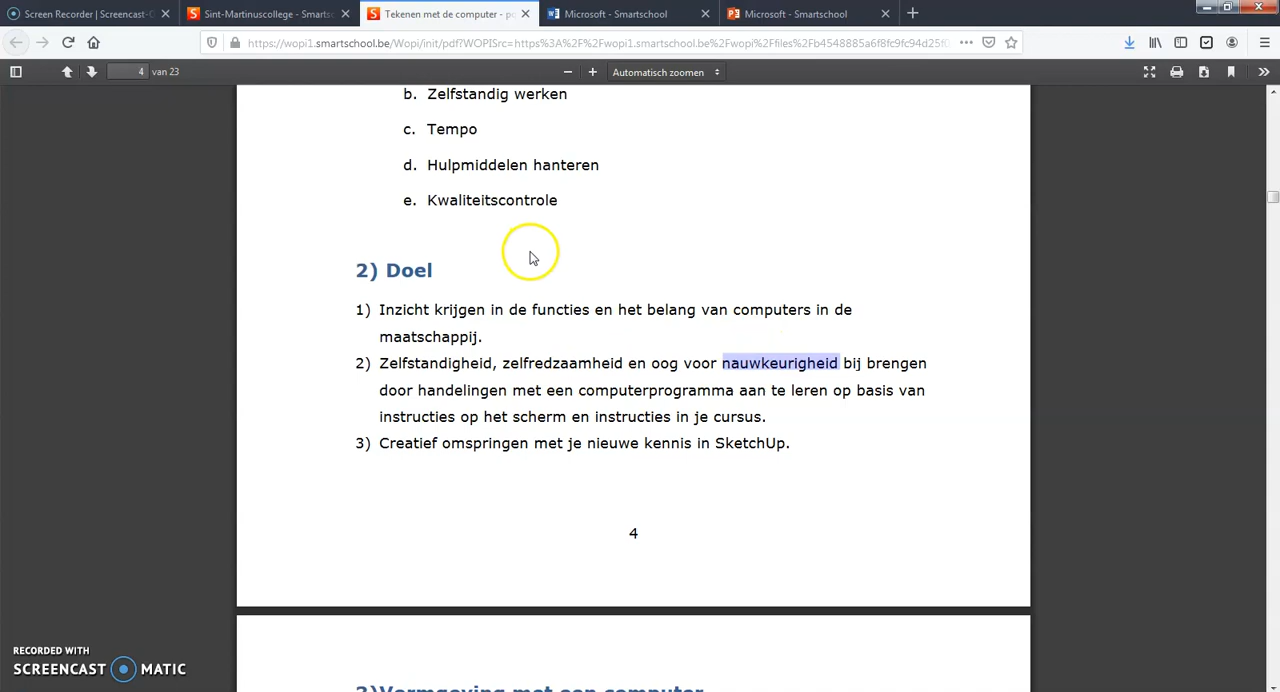 Screen Recorder | Screencast-O
Sint-Martinuscollege - Smartsc
Tekenen met de computer - po
Microsoft - Smartschool
Microsoft - Smartschool
https://wopi1.smartschool.be/Wopi/init/pdf?WOPISrc=https%3A%2F%2Fwopi1.smartschool.be%2Fwopi%2Ffiles%2Fb4548885a6f8fc9fc94d25f0
4 van 23
Automatisch zoomen
b. Zelfstandig werken
c. Tempo
d. Hulpmiddelen hanteren
e. Kwaliteitscontrole
2) Doel
1) Inzicht krijgen in de functies en het belang van computers in de
maatschappij.
2) Zelfstandigheid, zelfredzaamheid en oog voor nauwkeurigheid bij brengen
door handelingen met een computerprogramma aan te leren op basis van
instructies op het scherm en instructies in je cursus.
3) Creatief omspringen met je nieuwe kennis in SketchUp.
4
3)Vormgeving met een computer
RECORDED WITH
SCREENCAST MATIC